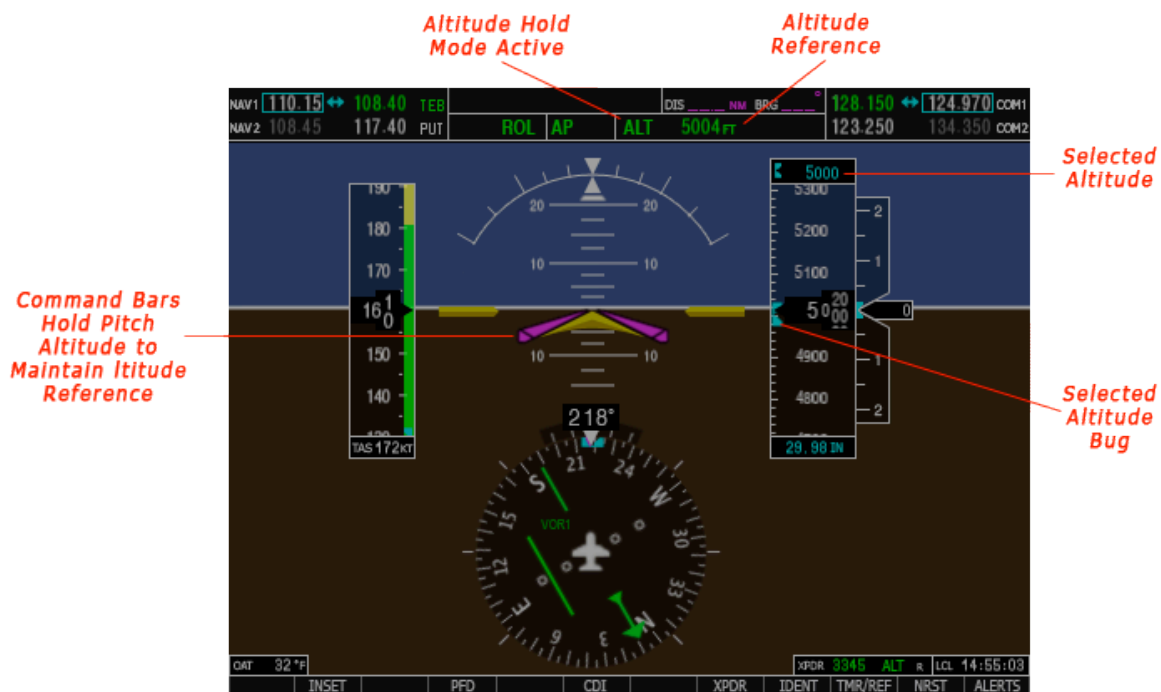 Altitude Hold
Mode Active
Altitude
Reference
NAV1 110.15 ↔ 108.40 TEB
DIS _ _._ NM BRG _ _ _°
128.150 ↔ 124.970 COM1
NAV2 108.45 117.40 PUT
ROL AP ALT 5004FT
123.250 134.350 COM2
Selected
Altitude
5000
190
180
170
161
0
150
140
TAS 172KT
20 20
10 10
10 10
5300
5200
5100
5020
00
4900
4800
29.98 IN
2
1
0
1
2
Command Bars
Hold Pitch
Altitude to
Maintain ltitude
Reference
Selected
Altitude
Bug
218°
21 24
S W
15 30
VOR1
12 33
E N
6 3
OAT 32°F
XPDR 3345 ALT R LCL 14:55:03
INSET PFD CDI XPDR IDENT TMR/REF NRST ALERTS